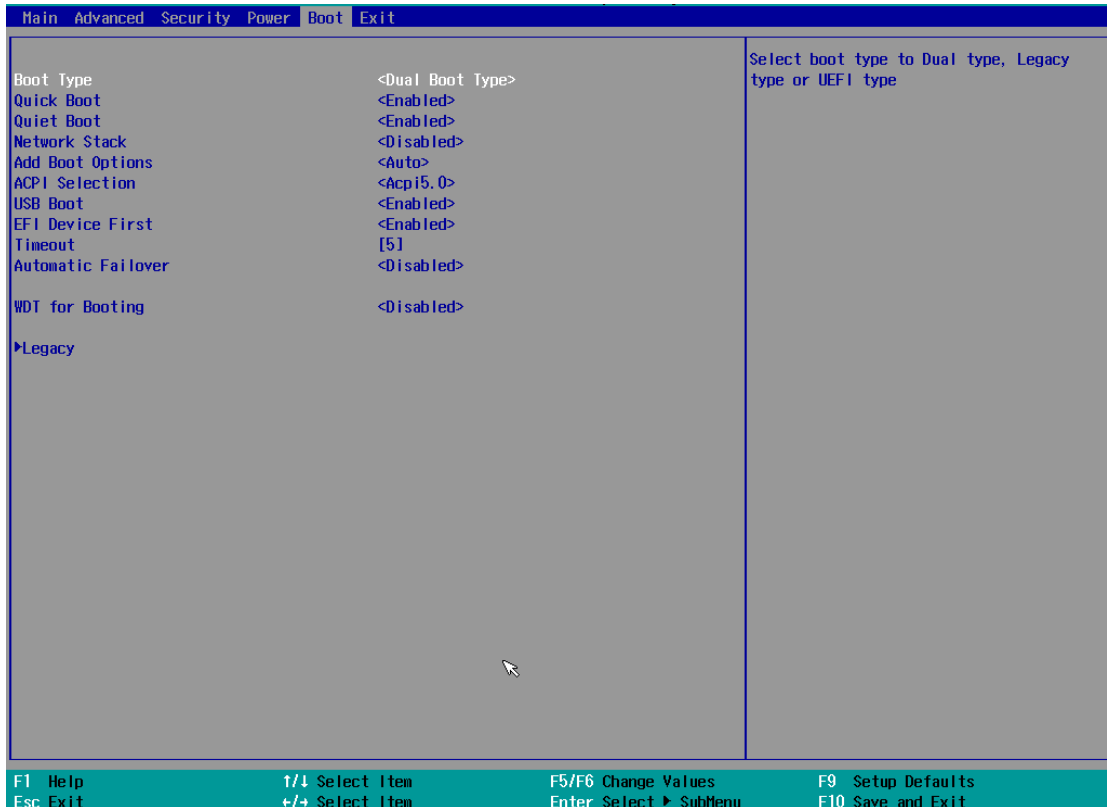 Main Advanced Security Power Boot Exit
Boot Type <Dual Boot Type>
Quick Boot <Enabled>
Quiet Boot <Enabled>
Network Stack <Disabled>
Add Boot Options <Auto>
ACPI Selection <Acpi5.0>
USB Boot <Enabled>
EFI Device First <Enabled>
Timeout [5]
Automatic Failover <Disabled>
WDT for Booting <Disabled>
▶Legacy
Select boot type to Dual type, Legacy
type or UEFI type
F1 Help ↑/↓ Select Item F5/F6 Change Values F9 Setup Defaults
Esc Exit ←/→ Select Item Enter Select ▶ SubMenu F10 Save and Exit